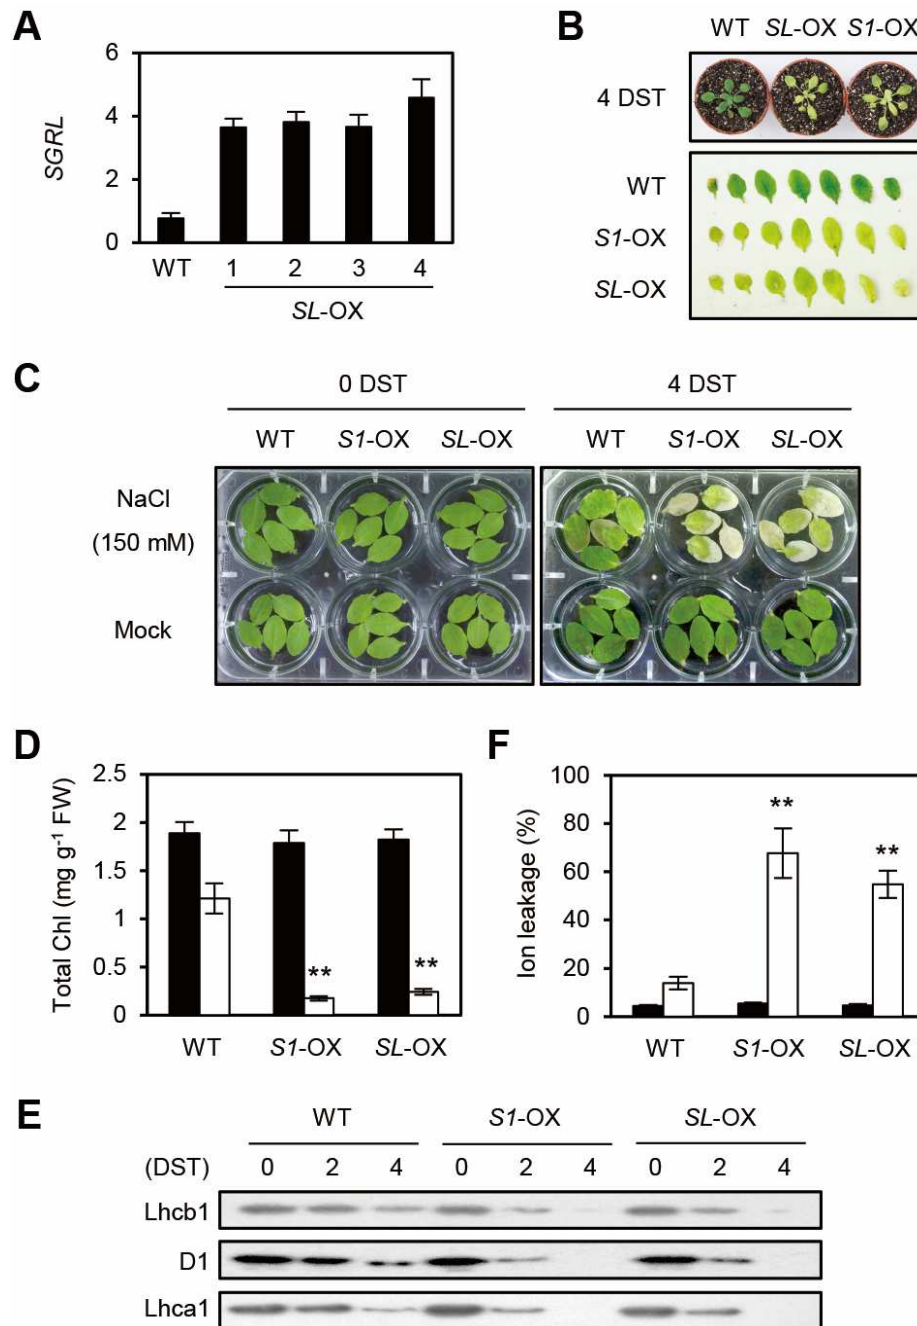 A
6
4
2
0
SGRL
WT 1 2 3 4
SL-OX
B
WT SL-OX S1-OX
4 DST
WT
S1-OX
SL-OX
C
0 DST 4 DST
WT S1-OX SL-OX WT S1-OX SL-OX
NaCl
(150 mM)
Mock
D
2.5
2
1.5
1
0.5
0
Total Chl (mg g⁻¹ FW)
** **
WT S1-OX SL-OX
F
100
80
60
40
20
0
Ion leakage (%)
** **
WT S1-OX SL-OX
E
WT S1-OX SL-OX
(DST) 0 2 4 0 2 4 0 2 4
Lhcb1
D1
Lhca1